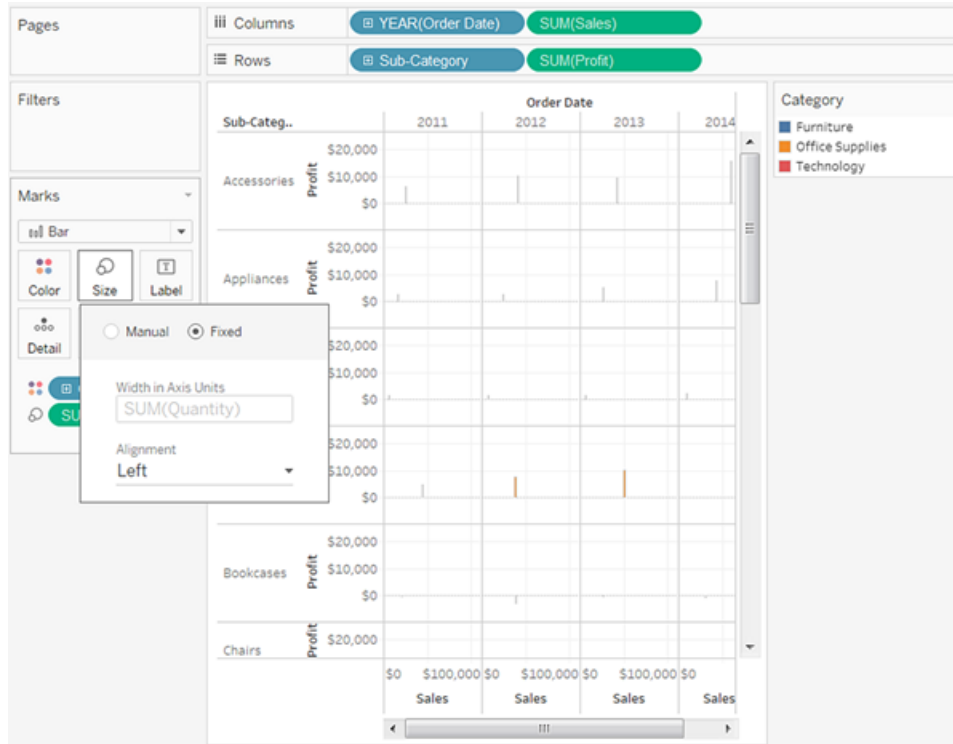 Pages
Columns
YEAR(Order Date)
SUM(Sales)
Rows
Sub-Category
SUM(Profit)
Filters
Marks
Bar
Color
Size
Label
Detail
Manual
Fixed
Width in Axis Units
SUM(Quantity)
Alignment
Left
SU
Order Date
Sub-Categ..
2011
2012
2013
2014
Accessories
Profit
$20,000
$10,000
$0
Appliances
Profit
$20,000
$10,000
$0
$20,000
$10,000
$0
$20,000
$10,000
$0
Bookcases
Profit
$20,000
$10,000
$0
Chairs
Profit
$20,000
$0 $100,000 $0 $100,000 $0 $100,000 $0
Sales Sales Sales Sales
Category
Furniture
Office Supplies
Technology